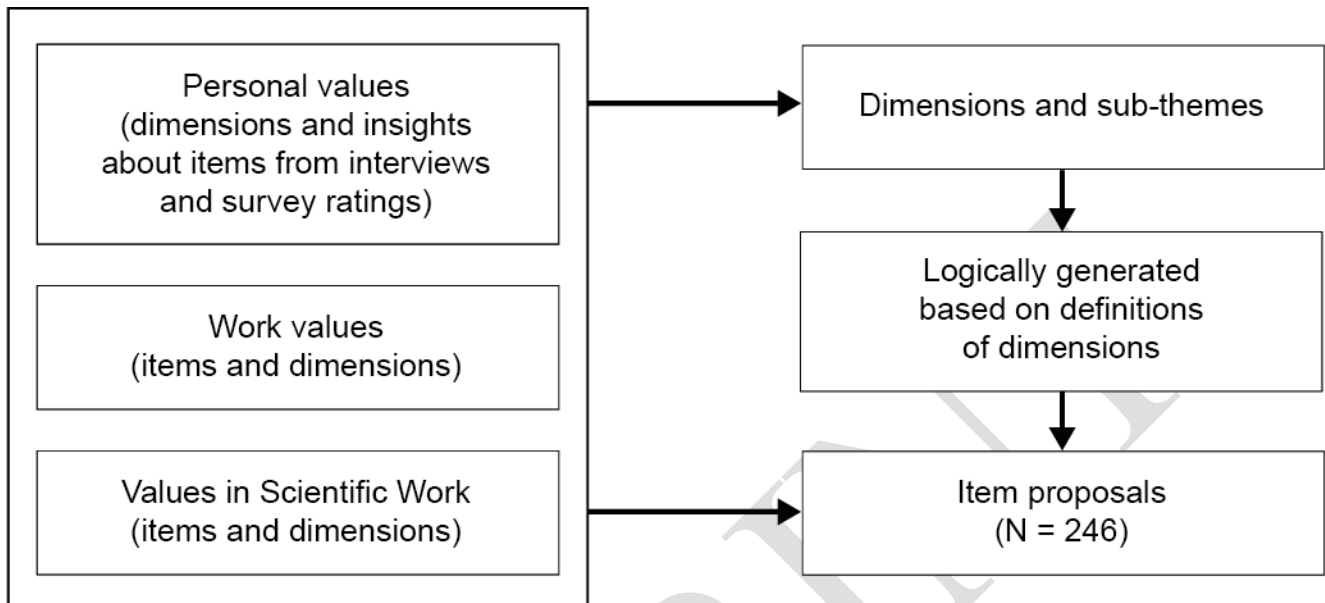 Personal values
(dimensions and insights
about items from interviews
and survey ratings)
Work values
(items and dimensions)
Values in Scientific Work
(items and dimensions)
Dimensions and sub-themes
Logically generated
based on definitions
of dimensions
Item proposals
(N = 246)